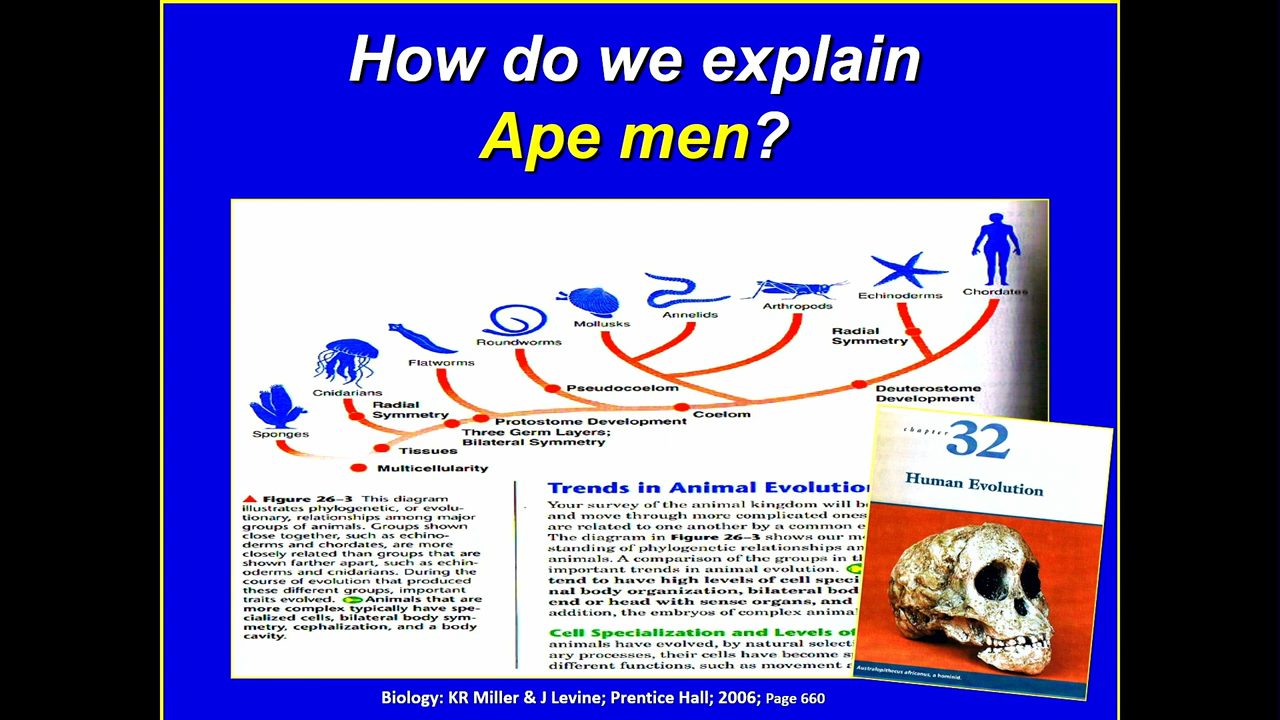 How do we explain
Ape men?
Chordates
Echinoderms
Arthropods
Annelids
Mollusks
Radial
Symmetry
Roundworms
Flatworms
Pseudocoelom
Deuterostome
Development
Cnidarians
Radial
Symmetry
Coelom
Protostome Development
Three Germ Layers;
Bilateral Symmetry
Sponges
Tissues
Multicellularity
Figure 26–3 This diagram
illustrates phylogenetic, or evolu-
tionary, relationships among major
groups of animals. Groups shown
close together, such as echino-
derms and chordates, are more
closely related than groups that are
shown farther apart, such as echin-
oderms and cnidarians. During the
course of evolution that produced
these different groups, important
traits evolved. Animals that are
more complex typically have spe-
cialized cells, bilateral body sym-
metry, cephalization, and a body
cavity.
Trends in Animal Evolution
Your survey of the animal kingdom will
and move through more complicated ones
are related to one another by a common
The diagram in Figure 26–3 shows our
standing of phylogenetic relationships
animals. A comparison of the groups in
important trends in animal evolution.
tend to have high levels of cell speci
nal body organization, bilateral bod
end or head with sense organs, and
addition, the embryos of complex anima
Cell Specialization and Levels of
animals have evolved, by natural select
ary processes, their cells have become
different functions, such as movement
chapter 32
Human Evolution
Australopithecus africanus, a hominid.
Biology: KR Miller & J Levine; Prentice Hall; 2006; Page 660